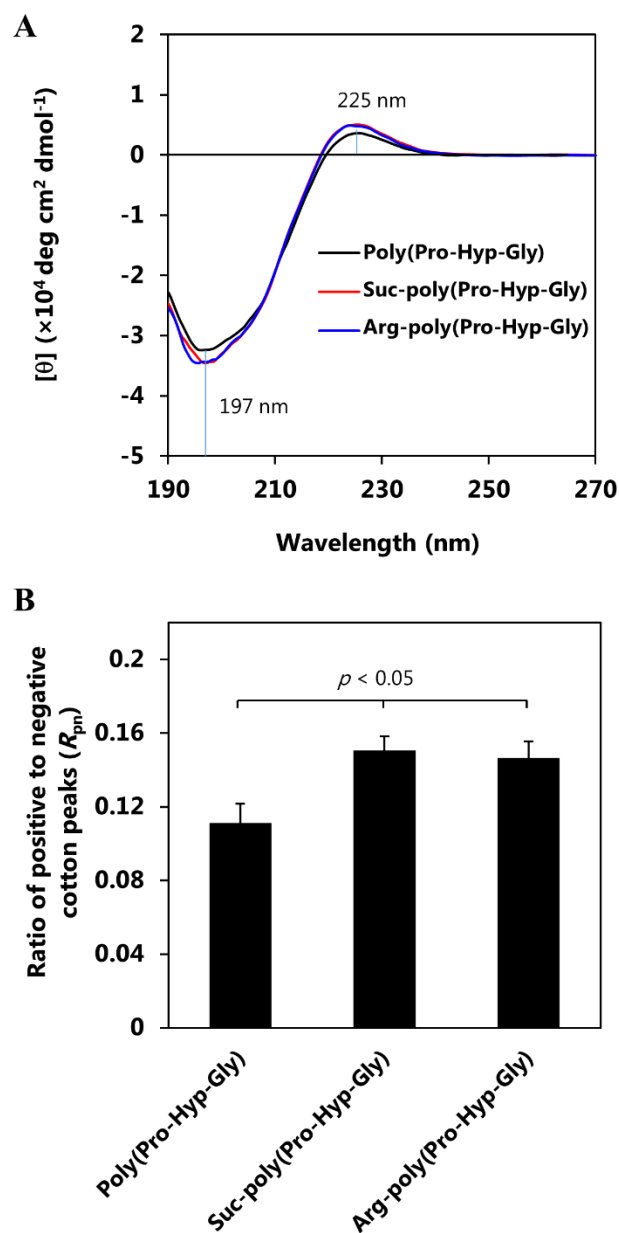 A
2
1
0
-1
-2
-3
-4
-5
[θ] (×10⁴ deg cm² dmol⁻¹)
225 nm
Poly(Pro-Hyp-Gly)
Suc-poly(Pro-Hyp-Gly)
Arg-poly(Pro-Hyp-Gly)
197 nm
190 210 230 250 270
Wavelength (nm)
B
0.2
0.16
0.12
0.08
0.04
0
Ratio of positive to negative
cotton peaks (Rpn)
p < 0.05
Poly(Pro-Hyp-Gly)
Suc-poly(Pro-Hyp-Gly)
Arg-poly(Pro-Hyp-Gly)